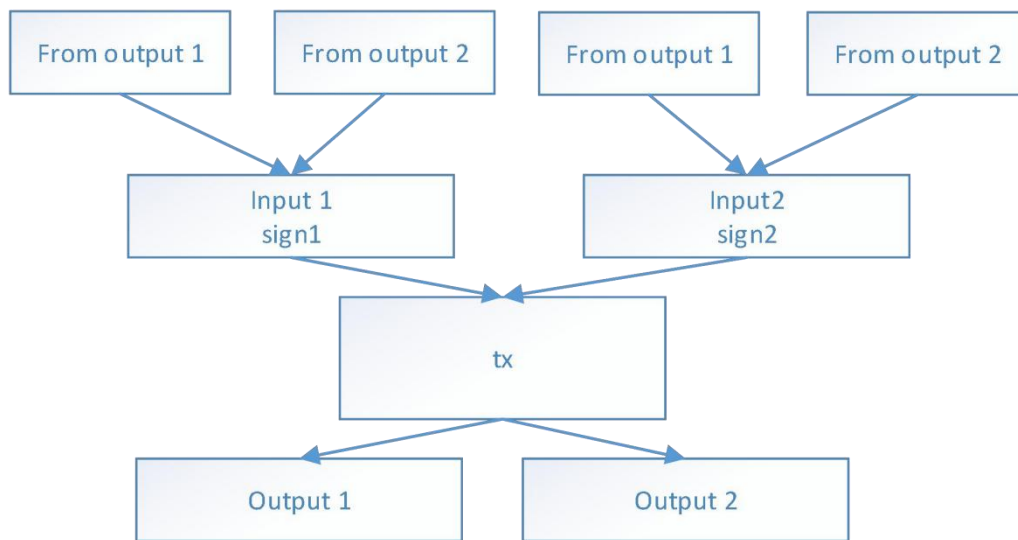 From output 1
From output 2
From output 1
From output 2
Input 1
sign1
Input2
sign2
tx
Output 1
Output 2